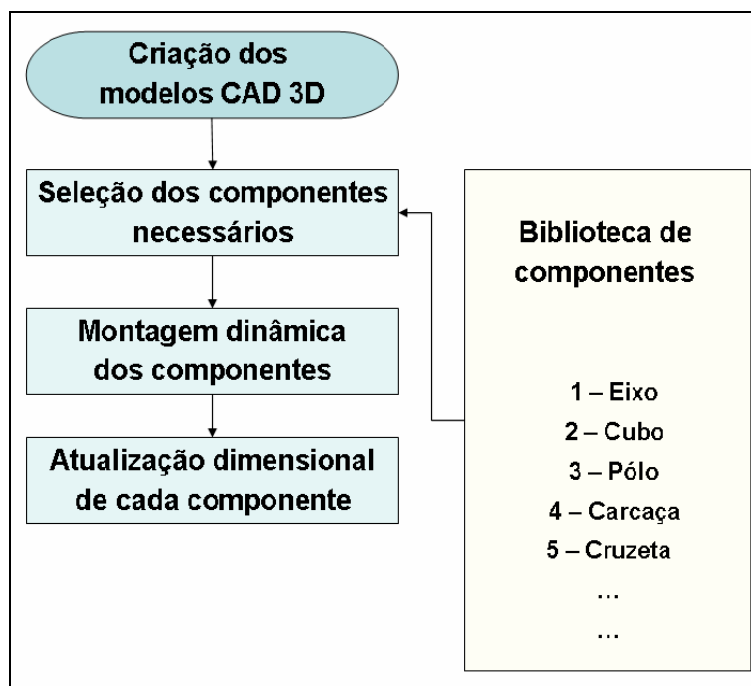 Criação dos
modelos CAD 3D
Seleção dos componentes
necessários
Montagem dinâmica
dos componentes
Atualização dimensional
de cada componente
Biblioteca de
componentes
1 – Eixo
2 – Cubo
3 – Pólo
4 – Carcaça
5 – Cruzeta
...
...